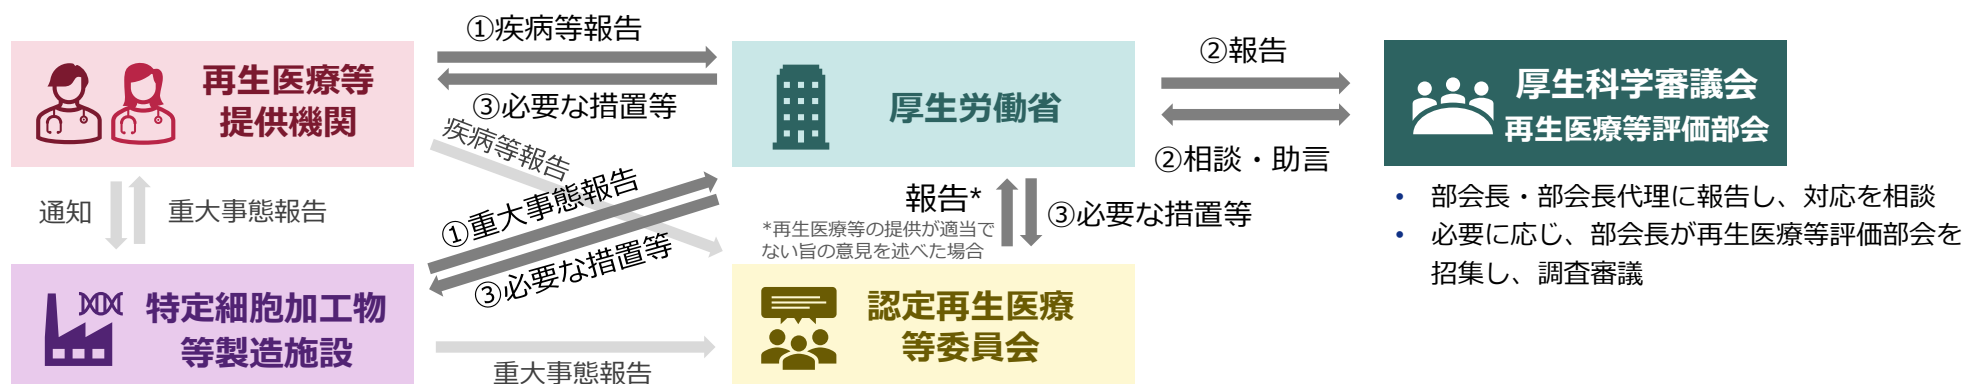 ①疾病等報告
再生医療等
提供機関
③必要な措置等
厚生労働省
②報告
②相談・助言
厚生科学審議会
再生医療等評価部会
疾病等報告
通知
重大事態報告
①重大事態報告
③必要な措置等
報告*
*再生医療等の提供が適当で
ない旨の意見を述べた場合
③必要な措置等
• 部会長・部会長代理に報告し、対応を相談
• 必要に応じ、部会長が再生医療等評価部会を
招集し、調査審議
特定細胞加工物
等製造施設
重大事態報告
認定再生医療
等委員会